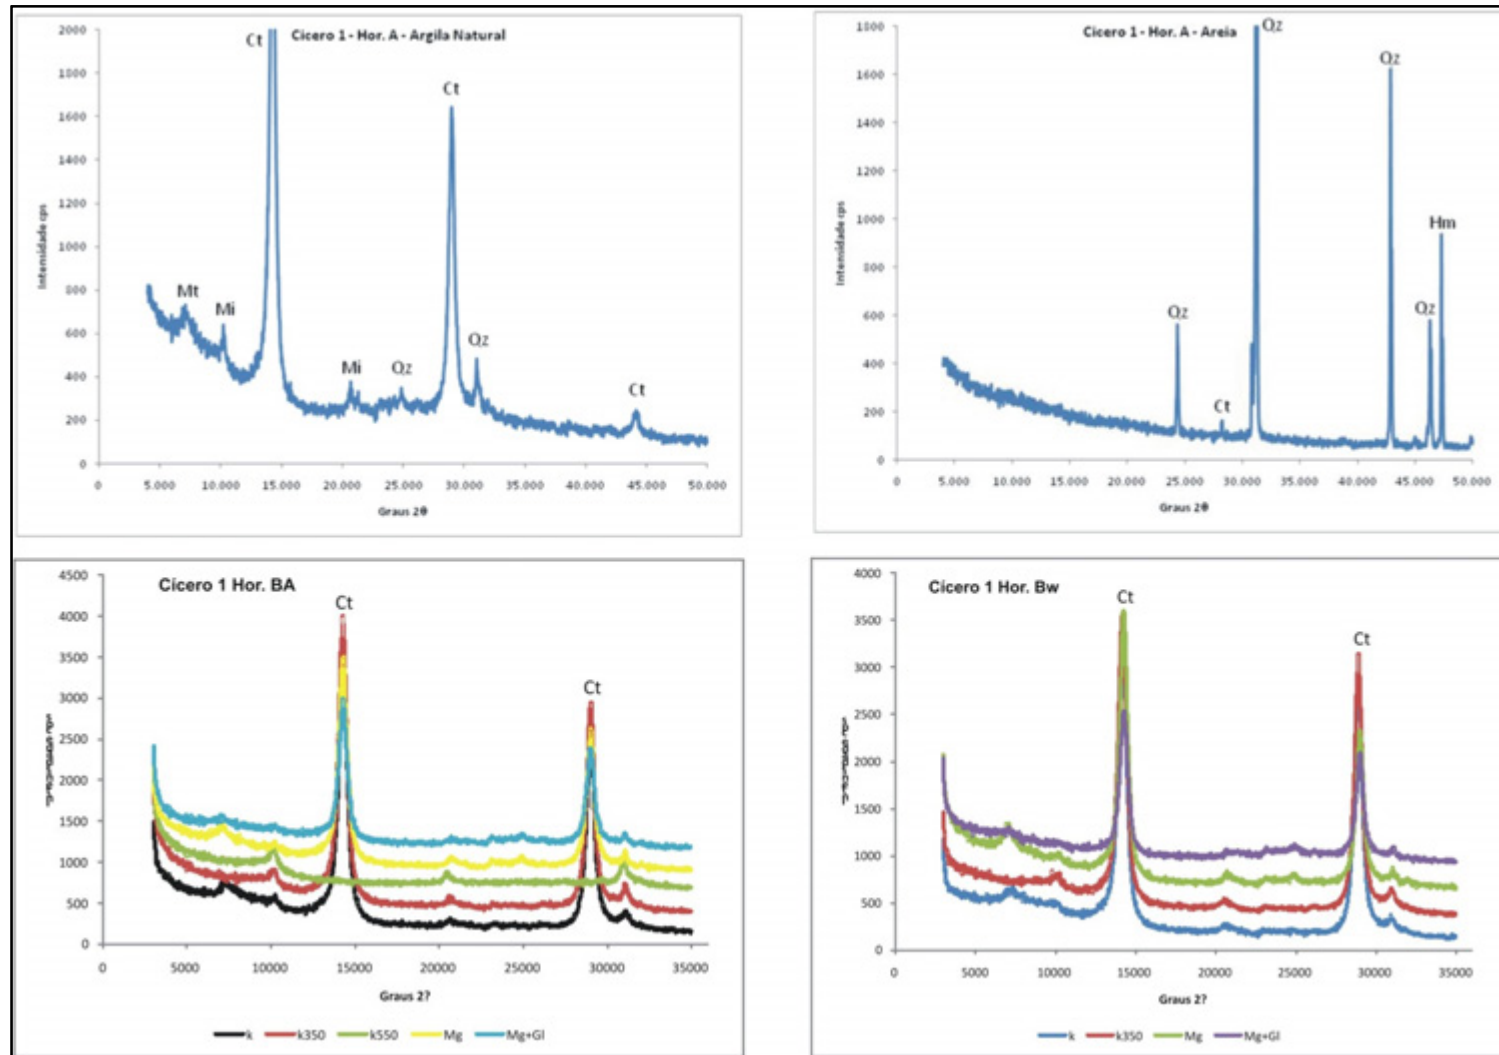 Cicero 1 - Hor. A - Argila Natural
Intensidade cps
2000
1800
1600
1400
1200
1000
800
600
400
200
0
Ct
Ct
Mt
Mi
Mi
Qz
Qz
Ct
0 5.000 10.000 15.000 20.000 25.000 30.000 35.000 40.000 45.000 50.000
Graus 2θ
Cicero 1 - Hor. A - Areia
Intensidade cps
1800
1600
1400
1200
1000
800
600
400
200
0
Qz
Qz
Hm
Qz
Qz
Ct
0 5.000 10.000 15.000 20.000 25.000 30.000 35.000 40.000 45.000 50.000
Graus 2θ
Cícero 1 Hor. BA
4500
4000
3500
3000
2500
2000
1500
1000
500
0
Ct
Ct
0 5000 10000 15000 20000 25000 30000 35000
Graus 2?
k k350 k550 Mg Mg+Gl
Cícero 1 Hor. Bw
4000
3500
3000
2500
2000
1500
1000
500
0
Ct
Ct
0 5000 10000 15000 20000 25000 30000 35000
Graus 2?
k k350 Mg Mg+Gl